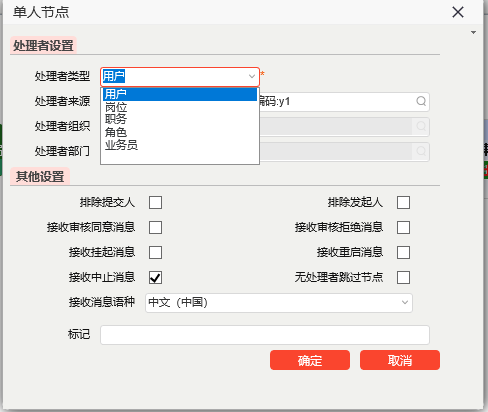 单人节点
处理者设置
处理者类型 用户 *
用户
处理者来源 编码:y1
岗位
职务
处理者组织
角色
业务员
处理者部门
其他设置
排除提交人 排除发起人
接收审核同意消息 接收审核拒绝消息
接收挂起消息 接收重启消息
接收中止消息 无处理者跳过节点
接收消息语种 中文（中国）
标记
确定 取消